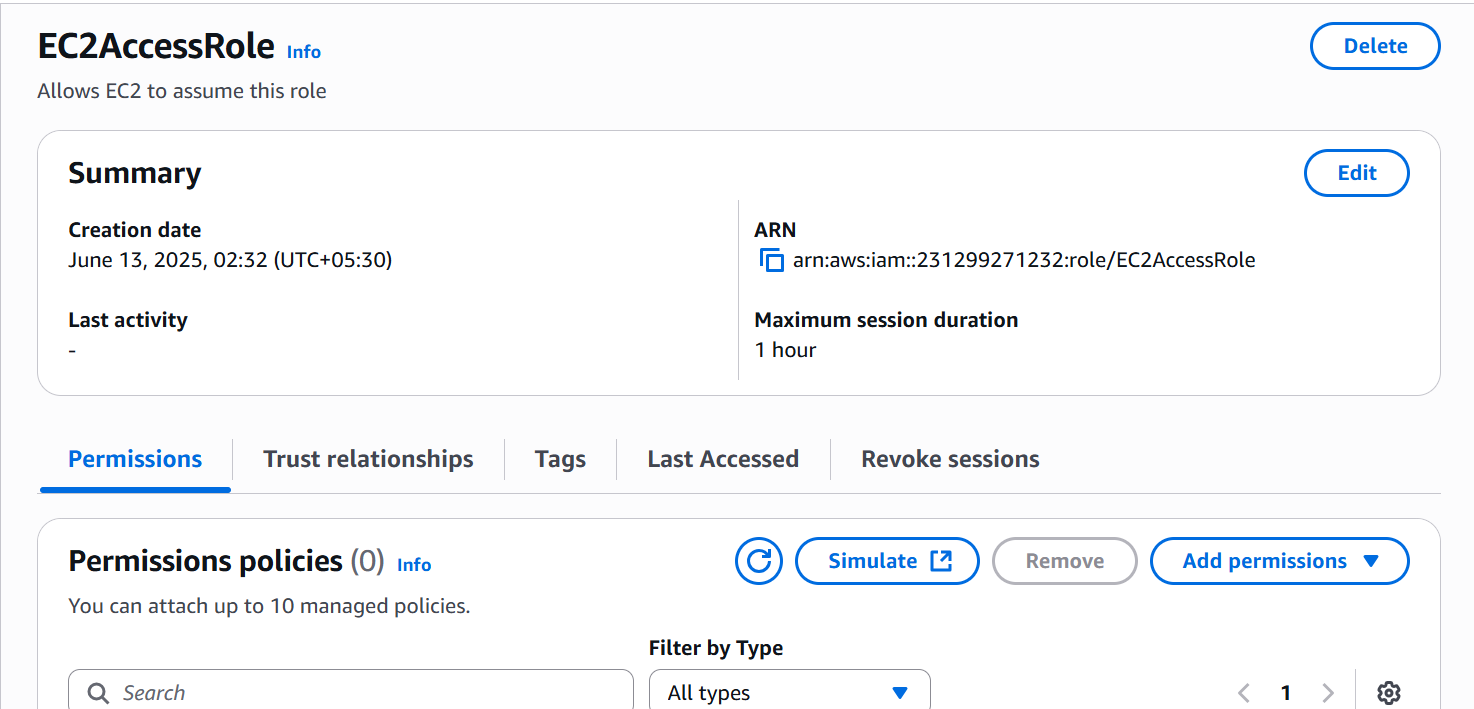 EC2AccessRole Info
Delete
Allows EC2 to assume this role
Summary
Edit
Creation date
June 13, 2025, 02:32 (UTC+05:30)
ARN
arn:aws:iam::231299271232:role/EC2AccessRole
Last activity
-
Maximum session duration
1 hour
Permissions
Trust relationships
Tags
Last Accessed
Revoke sessions
Permissions policies (0) Info
Simulate
Remove
Add permissions
You can attach up to 10 managed policies.
Filter by Type
Search
All types
1